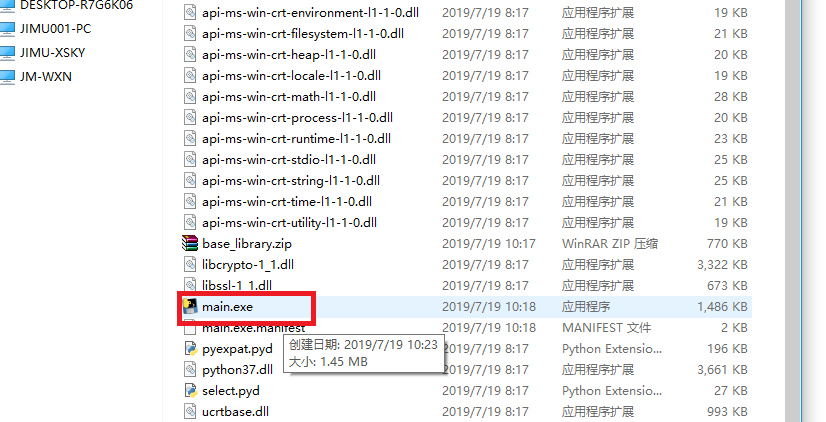 DESKTOP-R7G6K06
JIMU001-PC
JIMU-XSKY
JM-WXN
api-ms-win-crt-environment-l1-1-0.dll 2019/7/19 8:17 应用程序扩展 19 KB
api-ms-win-crt-filesystem-l1-1-0.dll 2019/7/19 8:17 应用程序扩展 21 KB
api-ms-win-crt-heap-l1-1-0.dll 2019/7/19 8:17 应用程序扩展 20 KB
api-ms-win-crt-locale-l1-1-0.dll 2019/7/19 8:17 应用程序扩展 19 KB
api-ms-win-crt-math-l1-1-0.dll 2019/7/19 8:17 应用程序扩展 28 KB
api-ms-win-crt-process-l1-1-0.dll 2019/7/19 8:17 应用程序扩展 20 KB
api-ms-win-crt-runtime-l1-1-0.dll 2019/7/19 8:17 应用程序扩展 23 KB
api-ms-win-crt-stdio-l1-1-0.dll 2019/7/19 8:17 应用程序扩展 25 KB
api-ms-win-crt-string-l1-1-0.dll 2019/7/19 8:17 应用程序扩展 25 KB
api-ms-win-crt-time-l1-1-0.dll 2019/7/19 8:17 应用程序扩展 21 KB
api-ms-win-crt-utility-l1-1-0.dll 2019/7/19 8:17 应用程序扩展 19 KB
base_library.zip 2019/7/19 10:17 WinRAR ZIP 压缩 770 KB
libcrypto-1_1.dll 2019/7/19 8:17 应用程序扩展 3,322 KB
libssl-1_1.dll 2019/7/19 8:17 应用程序扩展 673 KB
main.exe 2019/7/19 10:18 应用程序 1,486 KB
main.exe.manifest 2019/7/19 10:18 MANIFEST 文件 2 KB
创建日期: 2019/7/19 10:23
大小: 1.45 MB
pyexpat.pyd 8:17 Python Extensio... 196 KB
python37.dll 8:17 应用程序扩展 3,661 KB
select.pyd 2019/7/19 8:17 Python Extensio... 27 KB
ucrtbase.dll 2019/7/19 8:17 应用程序扩展 993 KB